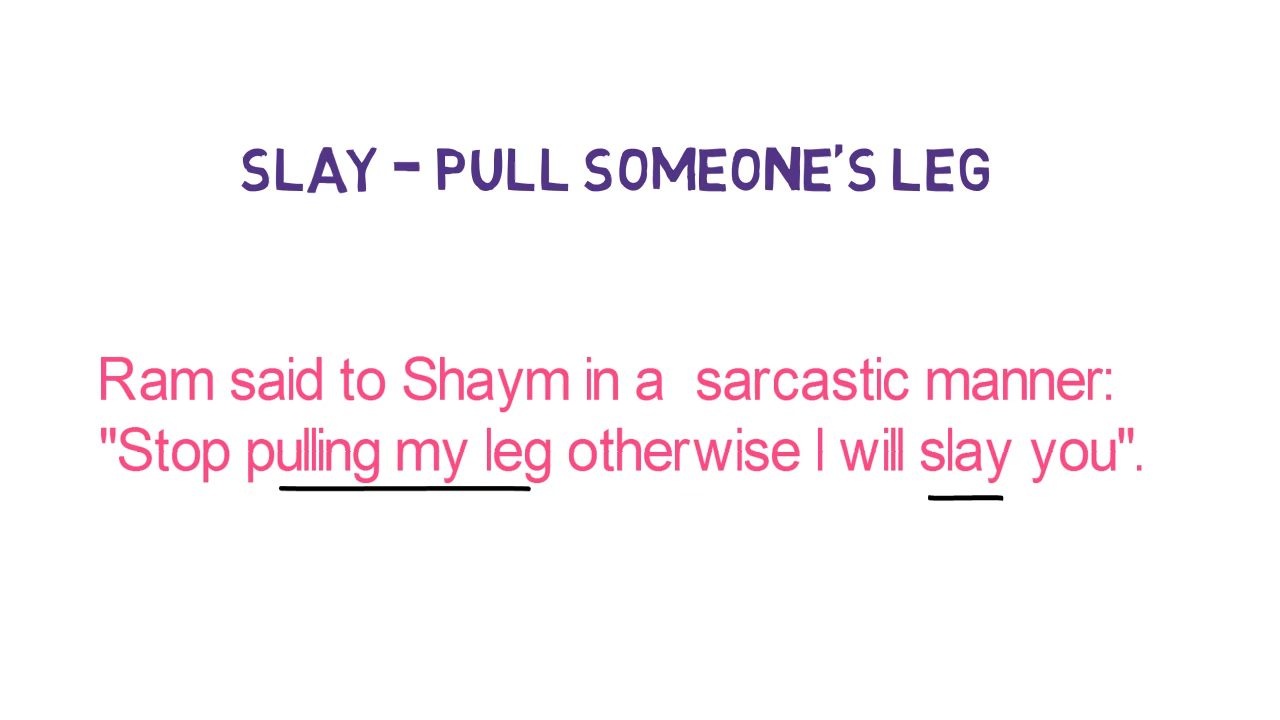 SLAY - PULL SOMEONE'S LEG
Ram said to Shaym in a  sarcastic manner:
"Stop pulling my leg otherwise I will slay you".